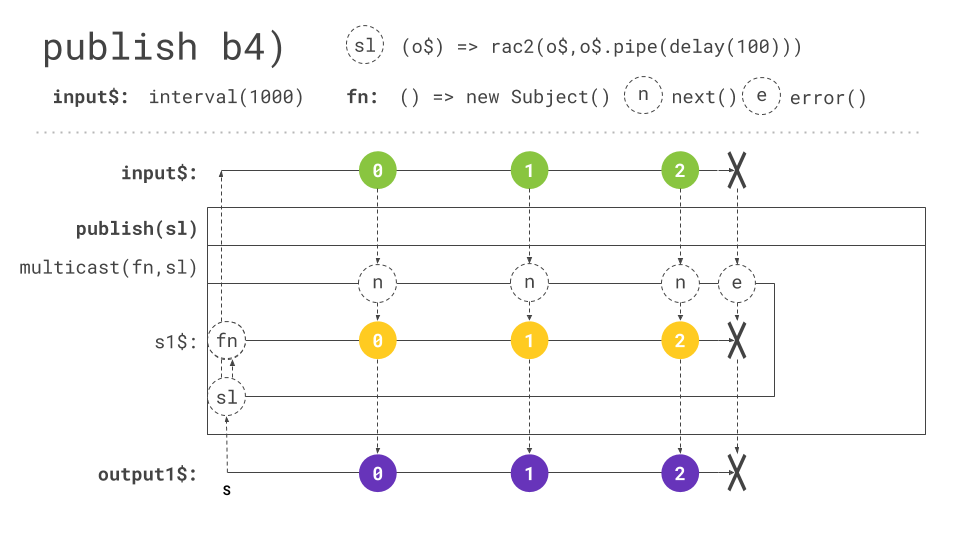 publish b4)
sl (o$) => rac2(o$,o$.pipe(delay(100)))
input$: interval(1000) fn: () => new Subject() n next() e error()
input$: 0 1 2 X
publish(sl)
multicast(fn,sl)
n n n e
s1$: fn 0 1 2 X
sl
output1$: 0 1 2 X
s